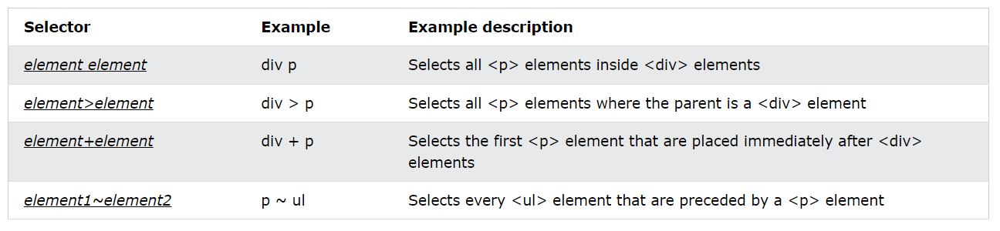 Selector Example Example description
element element div p Selects all <p> elements inside <div> elements
element>element div > p Selects all <p> elements where the parent is a <div> element
element+element div + p Selects the first <p> element that are placed immediately after <div>
elements
element1~element2 p ~ ul Selects every <ul> element that are preceded by a <p> element